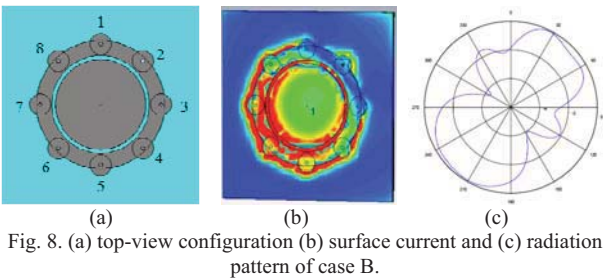 1
8
2
7
3
6
4
5
1
(a)
(b)
(c)
Fig. 8. (a) top-view configuration (b) surface current and (c) radiation
pattern of case B.